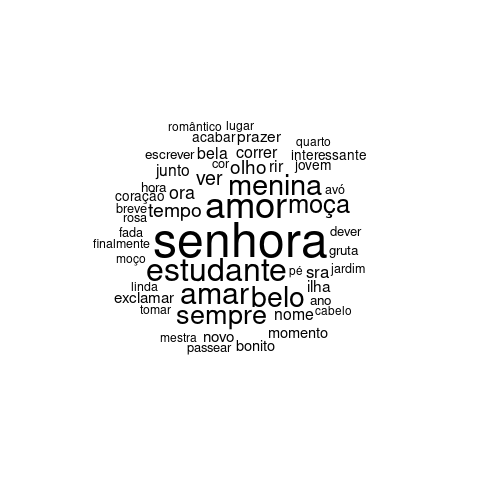 romântico lugar
acabar prazer
quarto
escrever bela correr interessante
junto cor olho rir jovem
ver
hora menina avó
coração ora
amor moça
breve tempo
rosa
fada senhora dever
finalmente gruta
moço estudante pé sra jardim
linda amar belo ilha
exclamar ano
tomar sempre nome cabelo
mestra novo momento
passear bonito